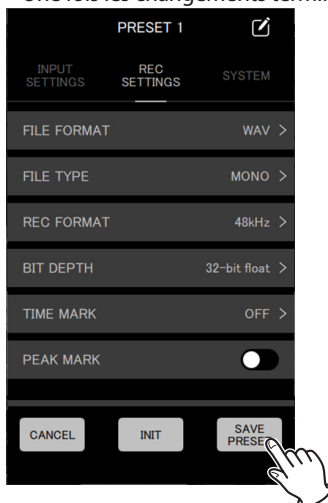 PRESET 1
INPUT SETTINGS
REC SETTINGS
SYSTEM
FILE FORMAT WAV >
FILE TYPE MONO >
REC FORMAT 48kHz >
BIT DEPTH 32-bit float >
TIME MARK OFF >
PEAK MARK
CANCEL
INIT
SAVE
PRESET